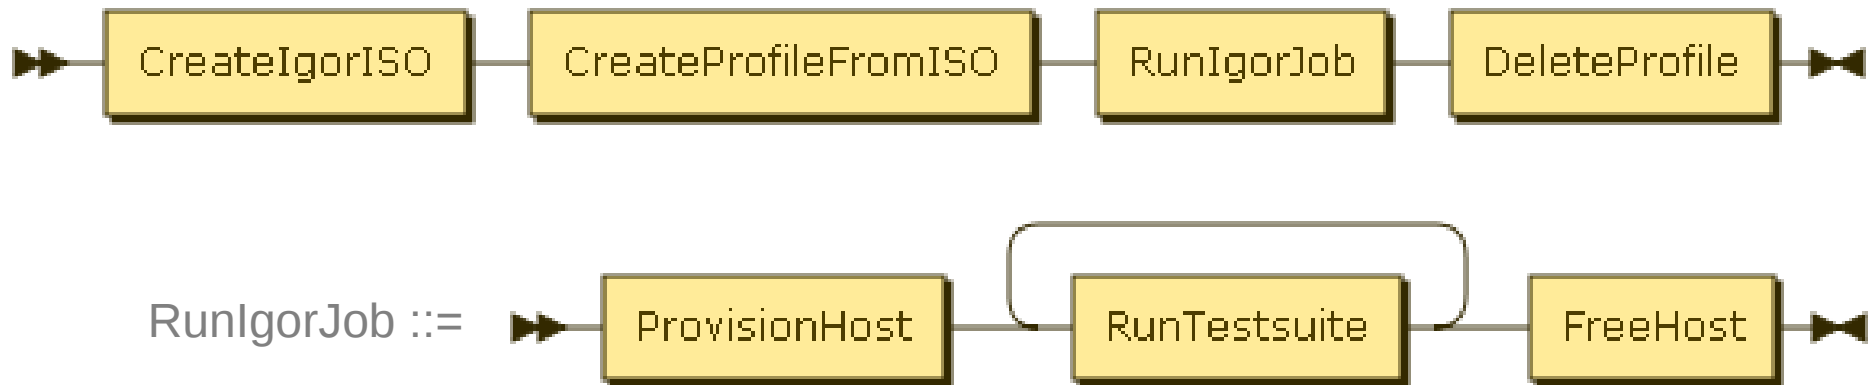 CreateIgorISO CreateProfileFromISO RunIgorJob DeleteProfile
RunIgorJob ::= ProvisionHost RunTestsuite FreeHost